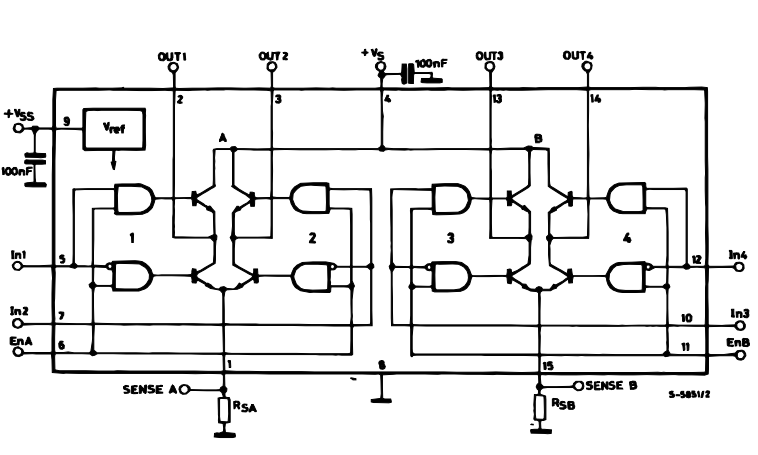 OUT1 OUT2 +VS 100nF OUT3 OUT4
2 3 4 13 14
+VSS 9 Vref
100nF
A B
1 2 3 4
In1 5 12 In4
In2 7 10 In3
EnA 6 11 EnB
1 8 15
SENSE A SENSE B S-5851/2
RSA RSB